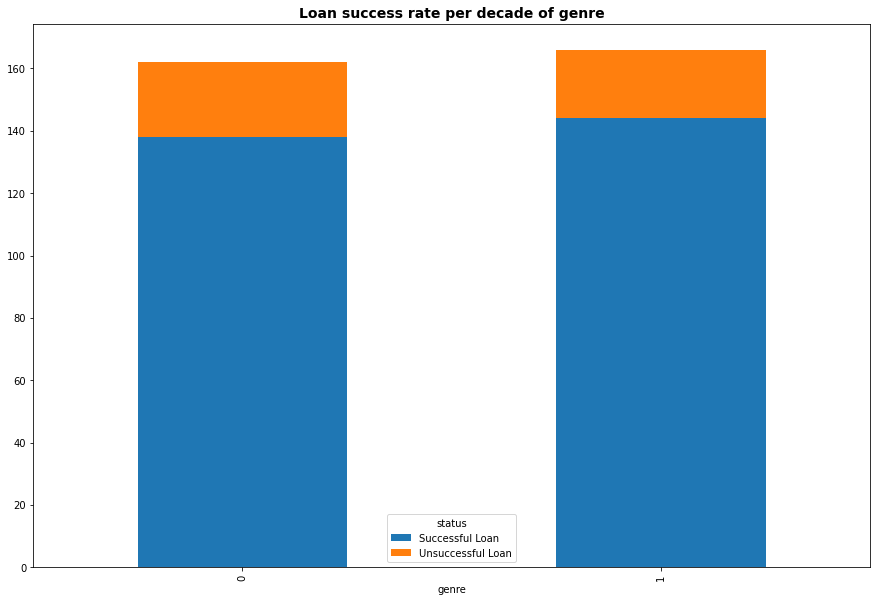 Loan success rate per decade of genre
160
140
120
100
80
60
40
20
0
status
Successful Loan
Unsuccessful Loan
0
1
genre